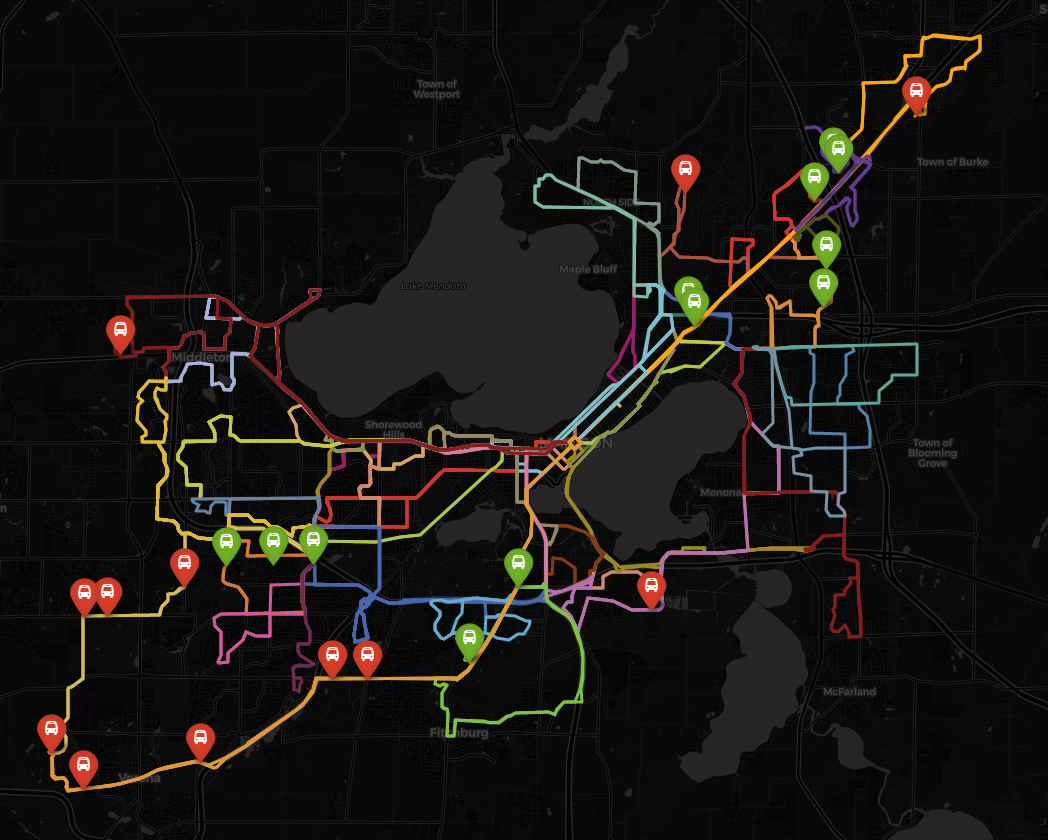 Town of
Westport
Town of Burke
NORTH SIDE
Maple Bluff
Lake Mendota
Middleton
Shorewood
Hills
Town of
Blooming
Grove
Monona
McFarland
Fitchburg
Verona